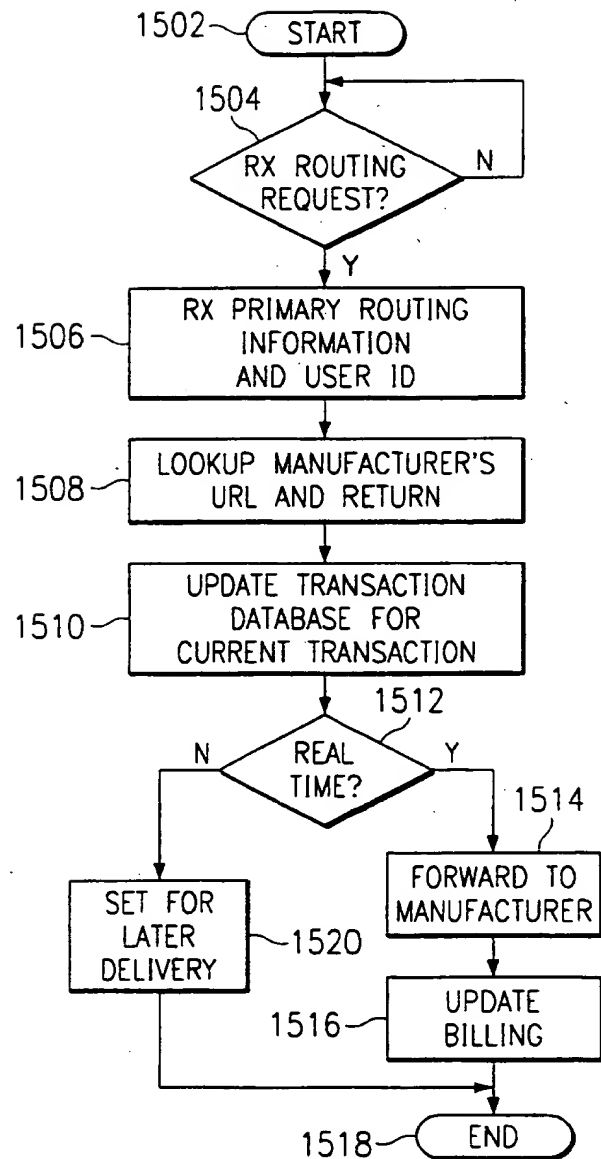 1502
START
1504
RX ROUTING
REQUEST?
N
Y
1506
RX PRIMARY ROUTING
INFORMATION
AND USER ID
1508
LOOKUP MANUFACTURER'S
URL AND RETURN
1510
UPDATE TRANSACTION
DATABASE FOR
CURRENT TRANSACTION
1512
N
REAL
TIME?
Y
1514
FORWARD TO
MANUFACTURER
SET FOR
LATER
DELIVERY
1520
1516
UPDATE
BILLING
1518
END